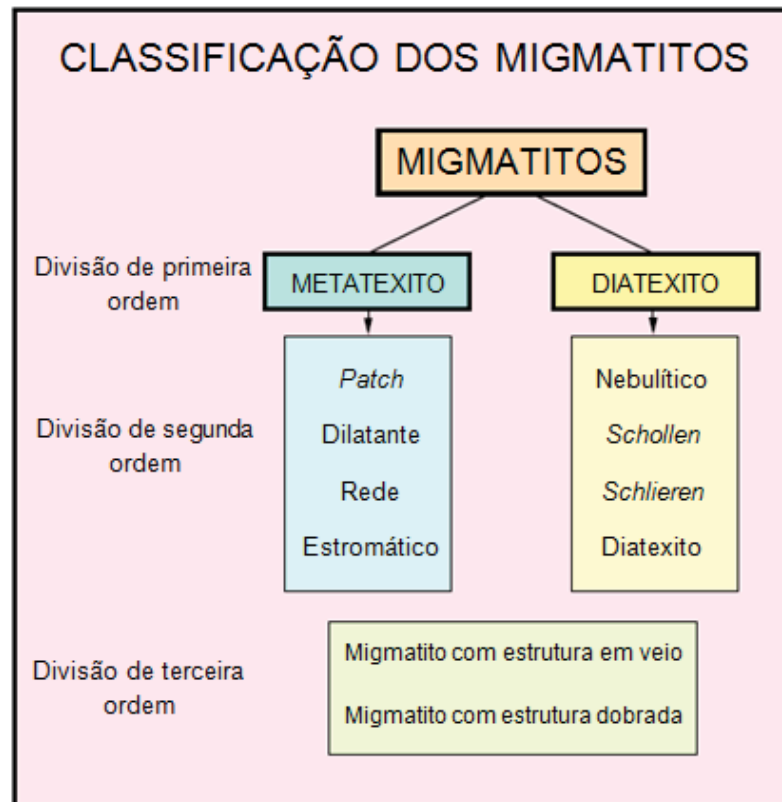 CLASSIFICAÇÃO DOS MIGMATITOS
MIGMATITOS
Divisão de primeira
ordem
METATEXITO
DIATEXITO
Divisão de segunda
ordem
Patch
Dilatante
Rede
Estromático
Nebulítico
Schollen
Schlieren
Diatexito
Divisão de terceira
ordem
Migmatito com estrutura em veio
Migmatito com estrutura dobrada